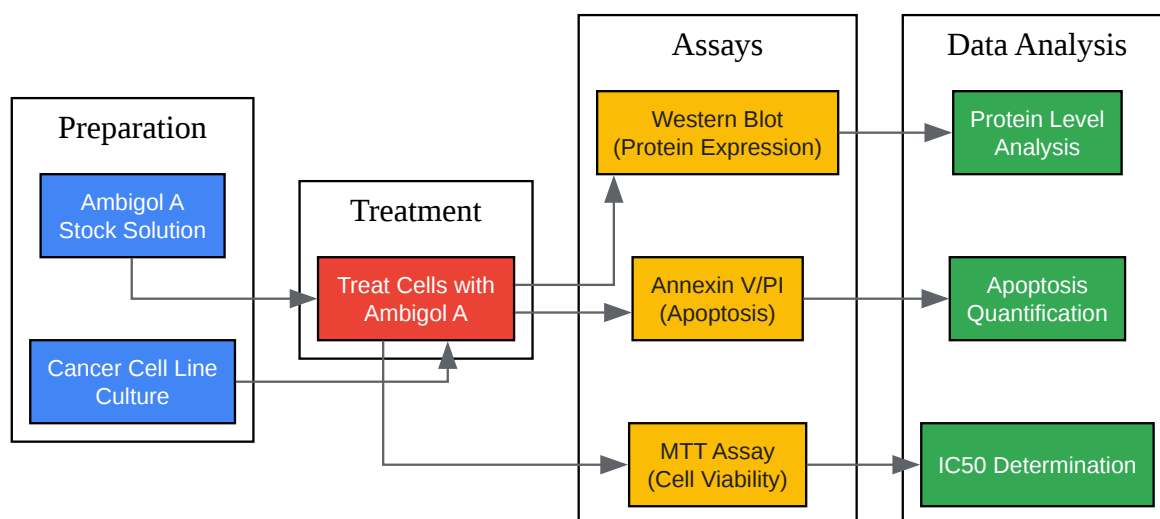 Preparation
Ambigol A
Stock Solution
Cancer Cell Line
Culture
Treatment
Treat Cells with
Ambigol A
Assays
Western Blot
(Protein Expression)
Annexin V/PI
(Apoptosis)
MTT Assay
(Cell Viability)
Data Analysis
Protein Level
Analysis
Apoptosis
Quantification
IC50 Determination